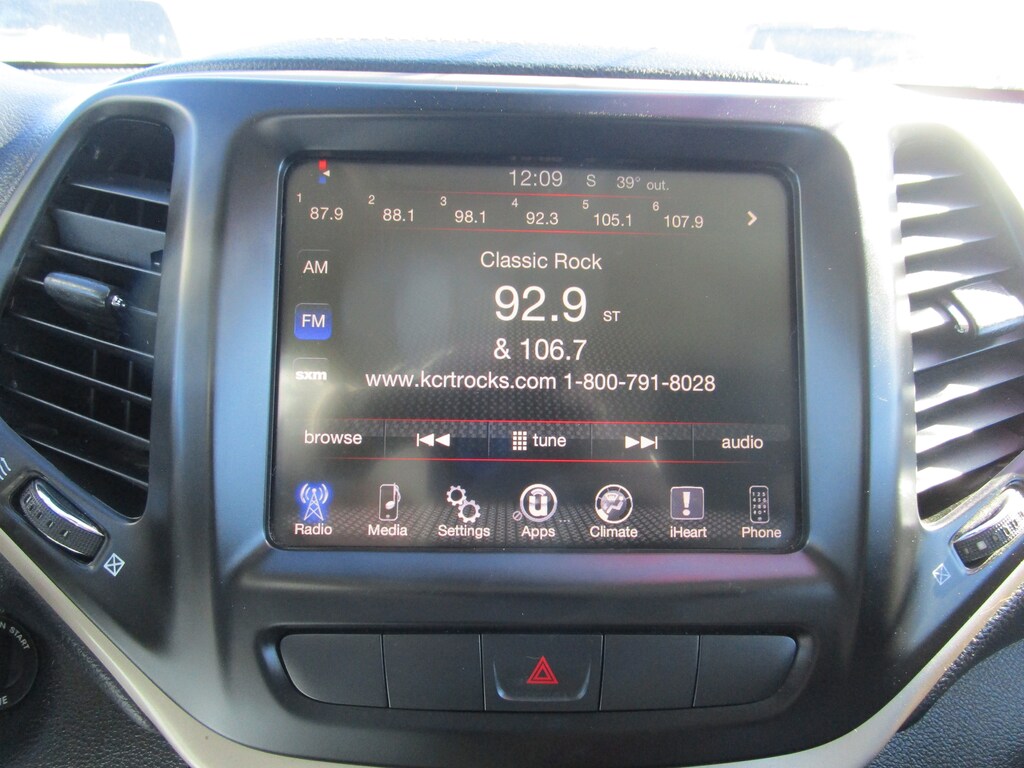 12:09 S 39° out.
1 87.9 2 88.1 3 98.1 4 92.3 5 105.1 6 107.9
AM
Classic Rock
92.9 ST
FM
& 106.7
sxm
www.kcrtrocks.com 1-800-791-8028
browse tune audio
Radio Media Settings Apps Climate iHeart Phone
START